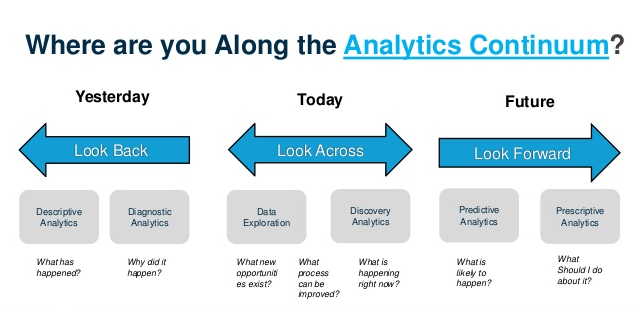 Where are you Along the Analytics Continuum?
Yesterday
Today
Future
Look Back
Look Across
Look Forward
Descriptive
Analytics
Diagnostic
Analytics
Data
Exploration
Discovery
Analytics
Predictive
Analytics
Prescriptive
Analytics
What has
happened?
Why did it
happen?
What new
opportuniti
es exist?
What
process
can be
improved?
What is
happening
right now?
What is
likely to
happen?
What
Should I do
about it?